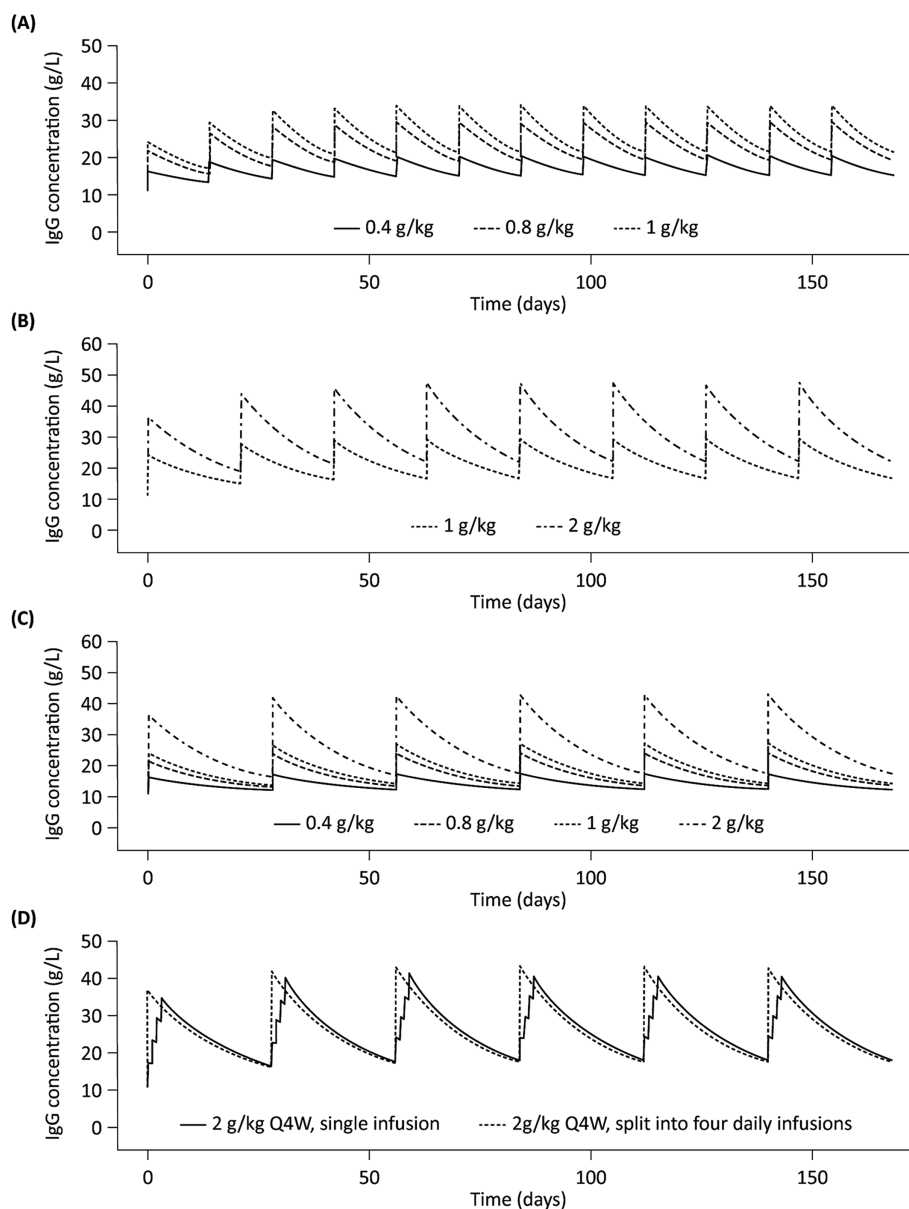 (A)
IgG concentration (g/L)
50
40
30
20
10
0
0.4 g/kg 0.8 g/kg 1 g/kg
0 50 100 150
Time (days)
(B)
IgG concentration (g/L)
60
50
40
30
20
10
0
1 g/kg 2 g/kg
0 50 100 150
Time (days)
(C)
IgG concentration (g/L)
60
50
40
30
20
10
0
0.4 g/kg 0.8 g/kg 1 g/kg 2 g/kg
0 50 100 150
Time (days)
(D)
IgG concentration (g/L)
50
40
30
20
10
0
2 g/kg Q4W, single infusion 2g/kg Q4W, split into four daily infusions
0 50 100 150
Time (days)